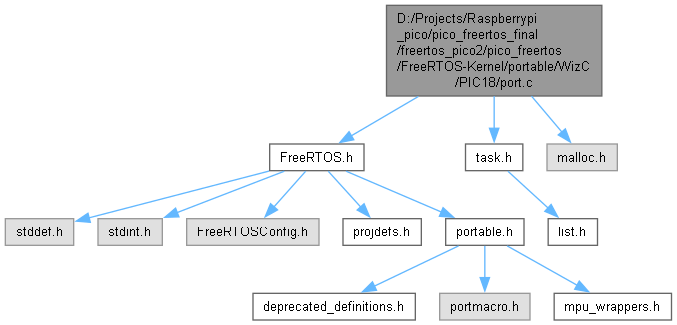 D:/Projects/Raspberrypi
_pico/pico_freertos_final
/freertos_pico2/pico_freertos
/FreeRTOS-Kernel/portable/WizC
/PIC18/port.c
FreeRTOS.h
task.h
malloc.h
stddef.h
stdint.h
FreeRTOSConfig.h
projdefs.h
portable.h
list.h
deprecated_definitions.h
portmacro.h
mpu_wrappers.h